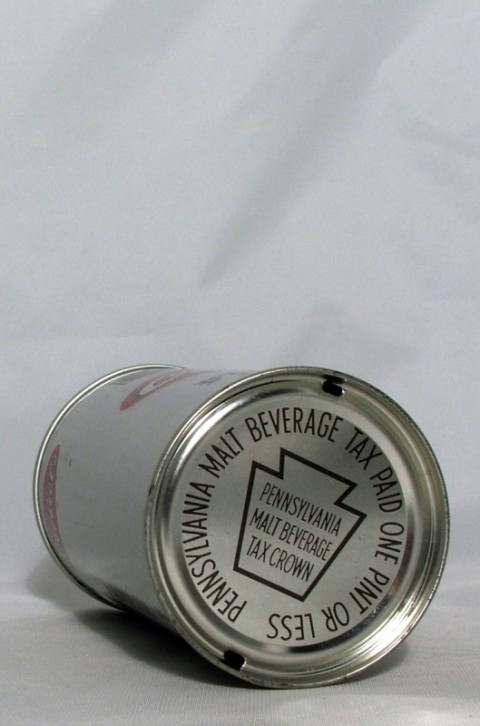 PENNSYLVANIA MALT BEVERAGE TAX PAID ONE PINT OR LESS
PENNSYLVANIA
MALT BEVERAGE
TAX CROWN